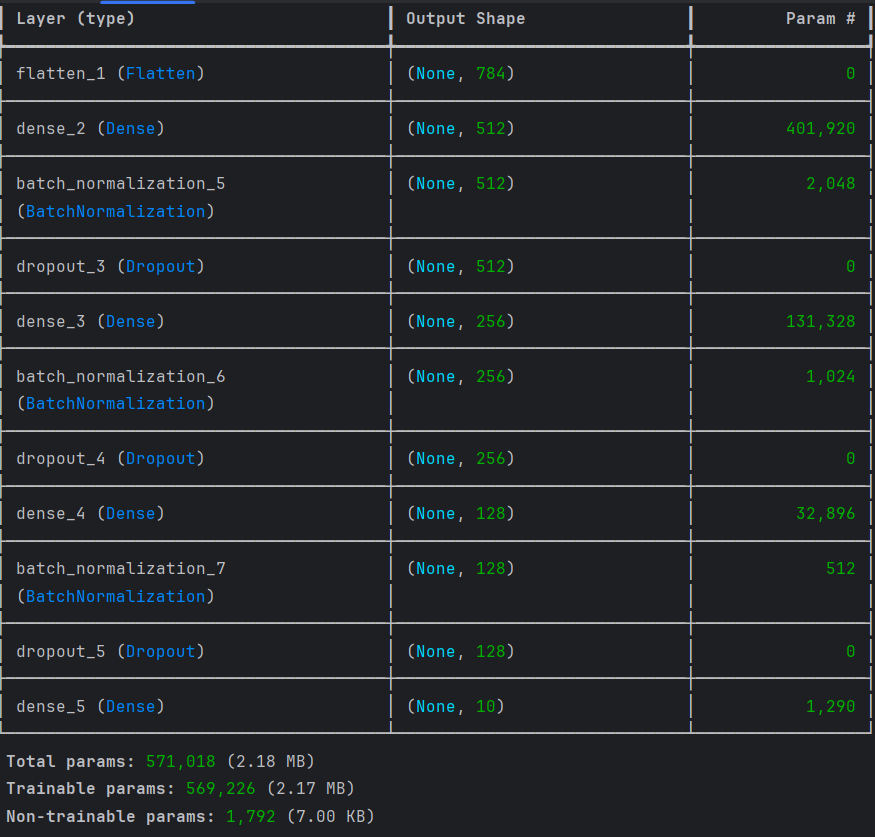 Layer (type) Output Shape Param #
flatten_1 (Flatten) (None, 784) 0
dense_2 (Dense) (None, 512) 401,920
batch_normalization_5 (None, 512) 2,048
(BatchNormalization)
dropout_3 (Dropout) (None, 512) 0
dense_3 (Dense) (None, 256) 131,328
batch_normalization_6 (None, 256) 1,024
(BatchNormalization)
dropout_4 (Dropout) (None, 256) 0
dense_4 (Dense) (None, 128) 32,896
batch_normalization_7 (None, 128) 512
(BatchNormalization)
dropout_5 (Dropout) (None, 128) 0
dense_5 (Dense) (None, 10) 1,290
Total params: 571,018 (2.18 MB)
Trainable params: 569,226 (2.17 MB)
Non-trainable params: 1,792 (7.00 KB)